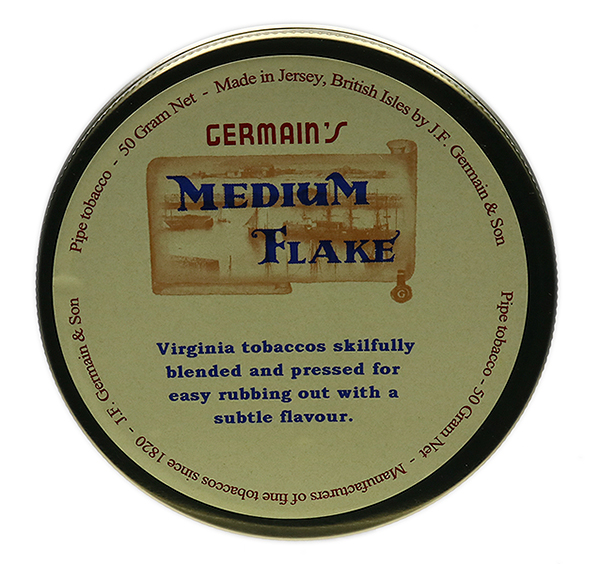 Pipe tobacco - 50 Gram Net - Made in Jersey, British Isles by J.F. Germain & Son
GERMAIN'S
MEDIUM
FLAKE
G
Virginia tobaccos skilfully
blended and pressed for
easy rubbing out with a
subtle flavour.
Pipe tobacco - 50 Gram Net - Manufacturers of fine tobaccos since 1820 - J.F. Germain & Son